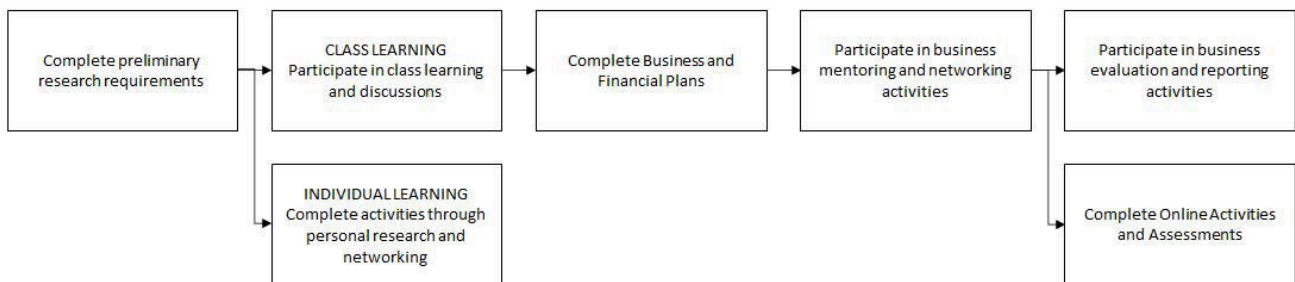 Complete preliminary
research requirements
CLASS LEARNING
Participate in class learning
and discussions
Complete Business and
Financial Plans
Participate in business
mentoring and networking
activities
Participate in business
evaluation and reporting
activities
INDIVIDUAL LEARNING
Complete activities through
personal research and
networking
Complete Online Activities
and Assessments